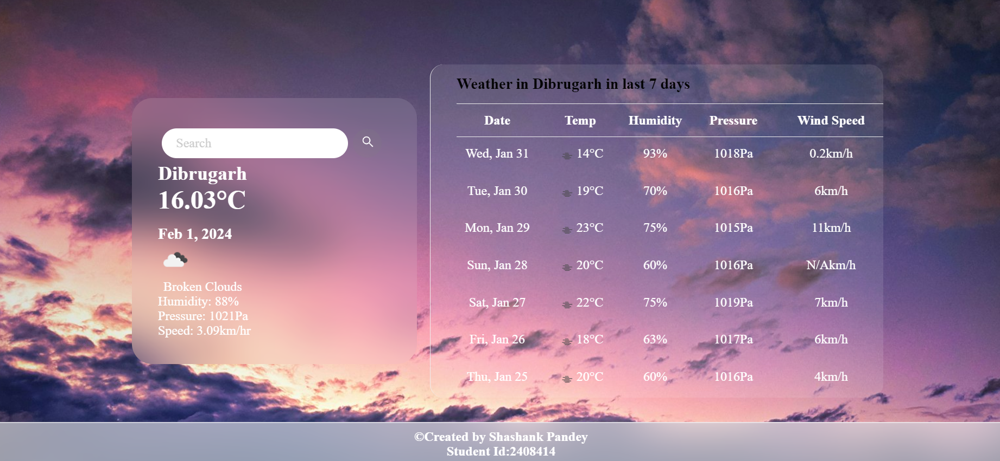 Search
Dibrugarh
16.03°C
Feb 1, 2024
Broken Clouds
Humidity: 88%
Pressure: 1021Pa
Speed: 3.09km/hr
Weather in Dibrugarh in last 7 days
Date Temp Humidity Pressure Wind Speed
Wed, Jan 31 14°C 93% 1018Pa 0.2km/h
Tue, Jan 30 19°C 70% 1016Pa 6km/h
Mon, Jan 29 23°C 75% 1015Pa 11km/h
Sun, Jan 28 20°C 60% 1016Pa N/Akm/h
Sat, Jan 27 22°C 75% 1019Pa 7km/h
Fri, Jan 26 18°C 63% 1017Pa 6km/h
Thu, Jan 25 20°C 60% 1016Pa 4km/h
©Created by Shashank Pandey
Student Id:2408414